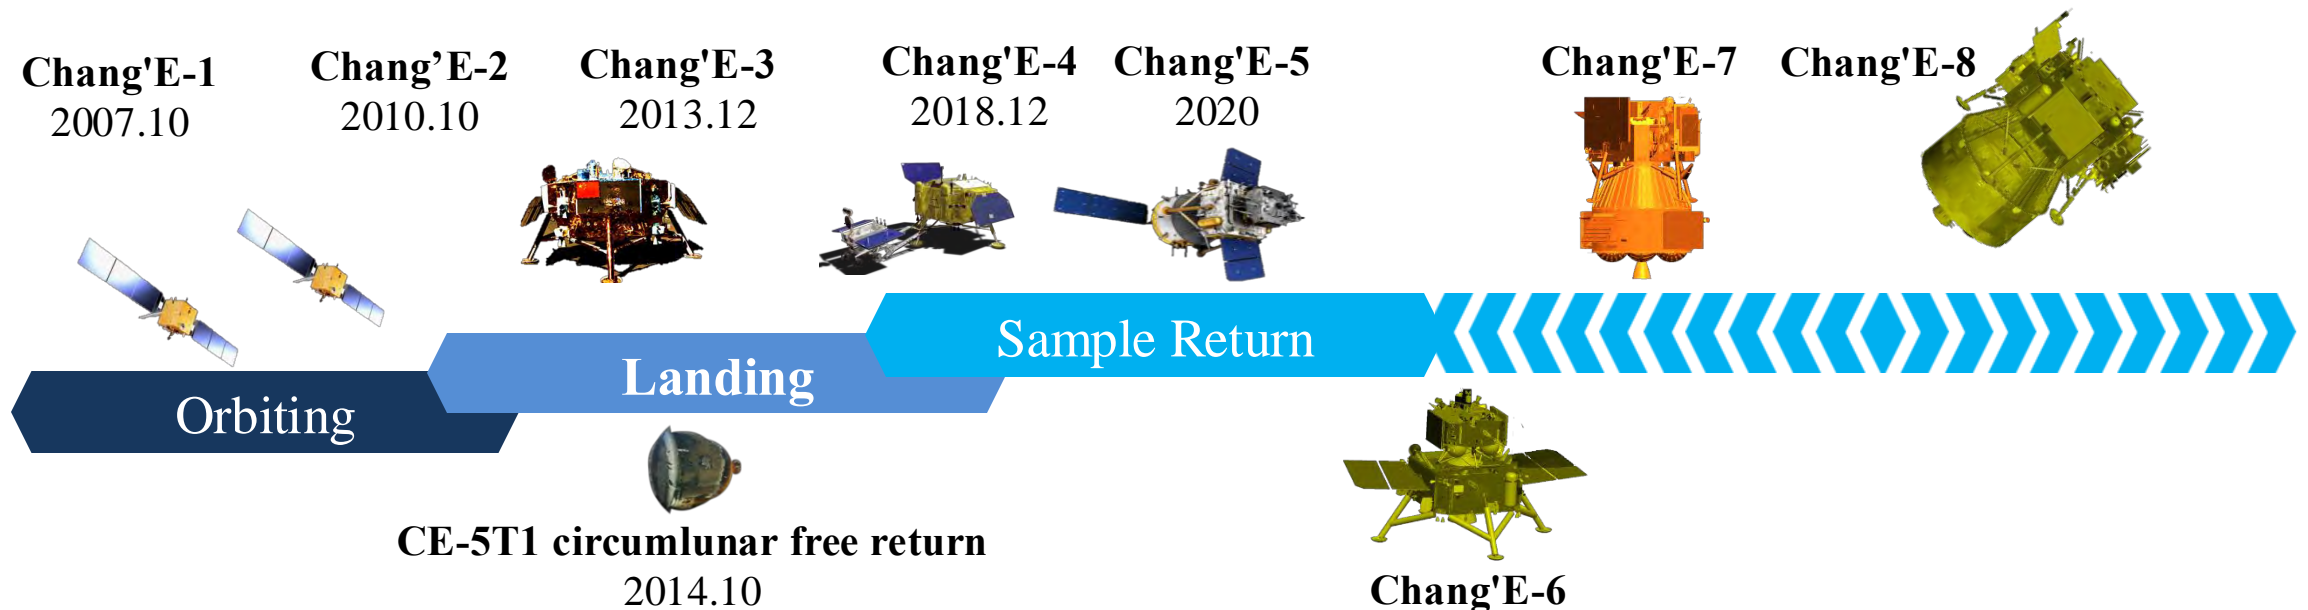 Chang'E-1
2007.10
Chang’E-2
2010.10
Chang'E-3
2013.12
Chang'E-4
2018.12
Chang'E-5
2020
Chang'E-7
Chang'E-8
Orbiting
Landing
Sample Return
CE-5T1 circumlunar free return
2014.10
Chang'E-6